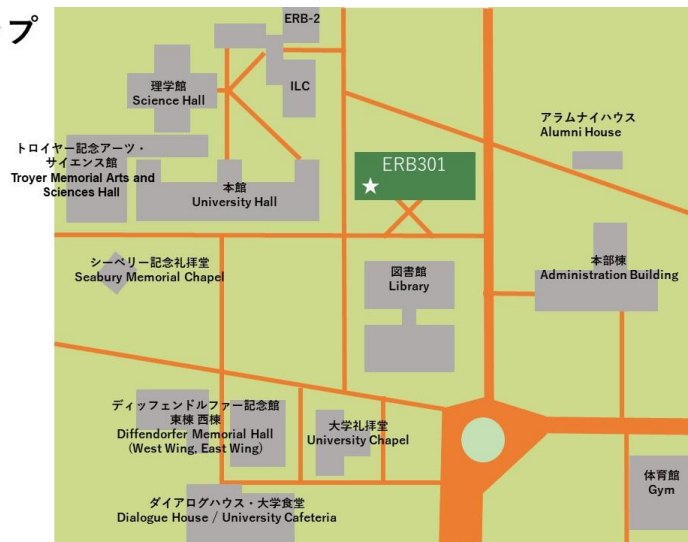 ップ
ERB-2
理学館
Science Hall
ILC
アラムナイハウス
Alumni House
トロイヤー記念アーツ・
サイエンス館
Troyer Memorial Arts and
Sciences Hall
ERB301
本館
University Hall
シーベリー記念礼拝堂
Seabury Memorial Chapel
図書館
Library
本部棟
Administration Building
ディッフェンドルファー記念館
東棟 西棟
Diffendorfer Memorial Hall
(West Wing, East Wing)
大学礼拝堂
University Chapel
体育館
Gym
ダイアログハウス・大学食堂
Dialogue House / University Cafeteria